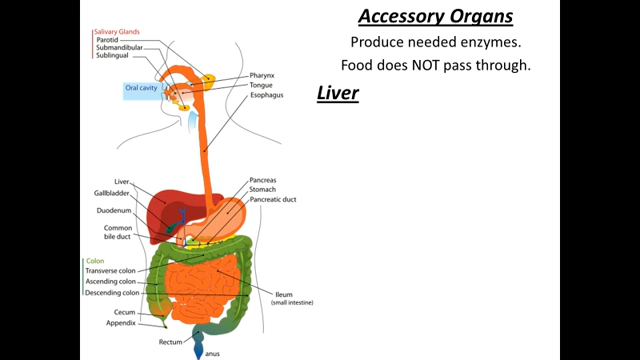 Accessory Organs
Produce needed enzymes.
Food does NOT pass through.
Liver
Salivary Glands
Parotid
Submandibular
Sublingual
Oral cavity
Pharynx
Tongue
Esophagus
Liver
Gallbladder
Duodenum
Common
bile duct
Pancreas
Stomach
Pancreatic duct
Colon
Transverse colon
Ascending colon
Descending colon
Cecum
Appendix
Rectum
Ileum
(small intestine)
anus